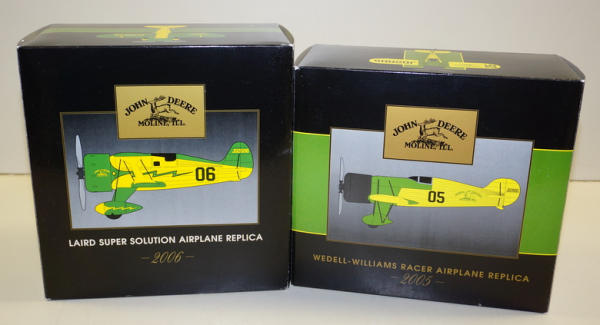 JOHN DEERE
MOLINE, ILL.
06
LAIRD SUPER SOLUTION AIRPLANE REPLICA
- 2006 -
JOHN DEERE
MOLINE, ILL.
05
WEDELL-WILLIAMS RACER AIRPLANE REPLICA
- 2005 -